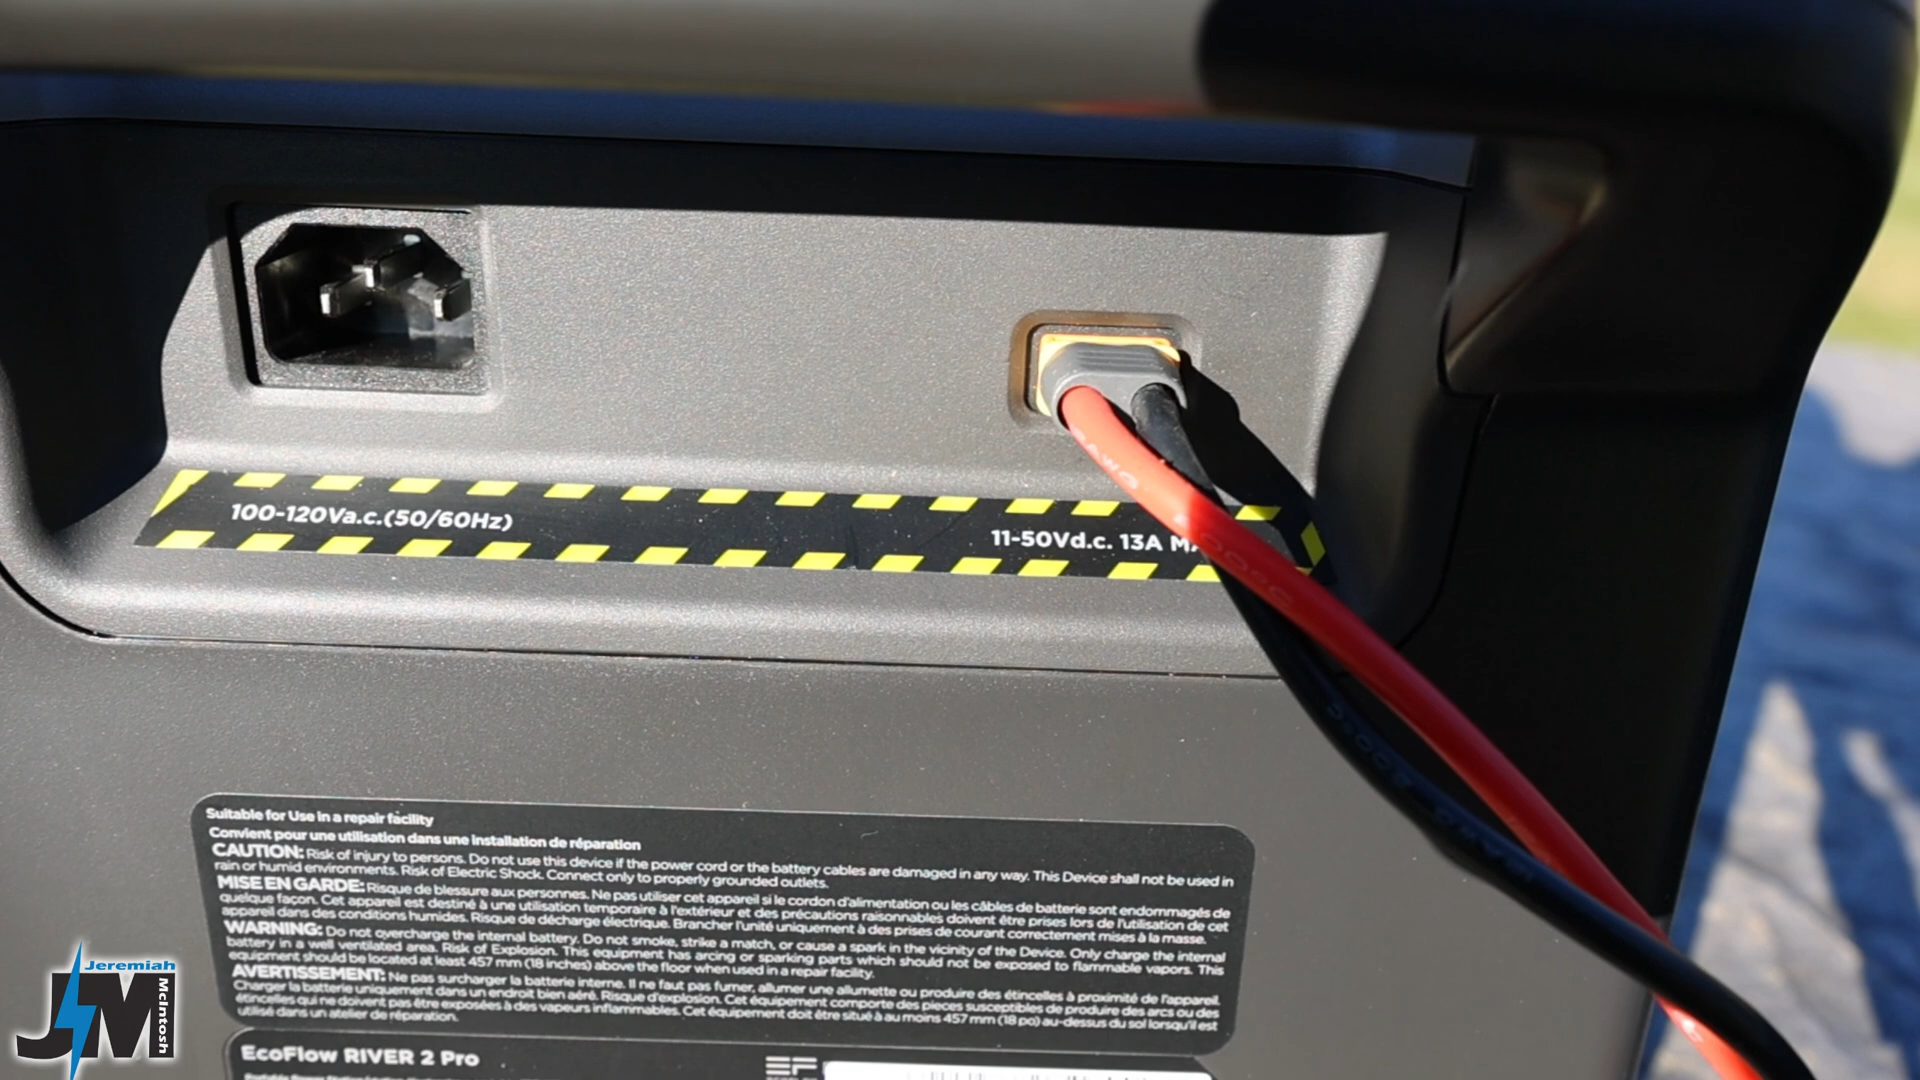 100-120Va.c.(50/60Hz)
11-50Vd.c. 13A
AWG
Suitable for Use in a repair facility
Convient pour une utilisation dans une installation de réparation
CAUTION: Risk of injury to persons. Do not use this device if the power cord or the battery cables are damaged in any way. This Device shall not be used in
rain or humid environments. Risk of Electric Shock. Connect only to properly grounded outlets.
MISE EN GARDE: Risque de blessure aux personnes. Ne pas utiliser cet appareil si le cordon d'alimentation ou les câbles de batterie sont endommagés de
quelque façon. Cet appareil est destiné à une utilisation temporaire à l'extérieur et des précautions raisonnables doivent être prises lors de l'utilisation de cet
appareil dans des conditions humides. Risque de décharge électrique. Brancher l'unité uniquement à des prises de courant correctement mises à la masse.
WARNING: Do not overcharge the internal battery. Do not smoke, strike a match, or cause a spark in the vicinity of the Device. Only charge the internal
battery in a well ventilated area. Risk of Explosion. This equipment has arcing or sparking parts which should not be exposed to flammable vapors. This
equipment should be located at least 457 mm (18 inches) above the floor when used in a repair facility.
AVERTISSEMENT: Ne pas surcharger la batterie interne. Il ne faut pas fumer, allumer une allumette ou produire des étincelles à proximité de l'appareil.
Charger la batterie uniquement dans un endroit bien aéré. Risque d'explosion. Cet équipement comporte des pieces susceptibles de produire des arcs ou des
étincelles qui ne doivent pas être exposées à des vapeurs inflammables. Cet équipement doit être situé à au moins 457 mm (18 po) au-dessus du sol lorsqu'il est
utilisé dans un atelier de réparation.
EcoFlow RIVER 2 Pro
EF
Jeremiah
JM
McIntosh